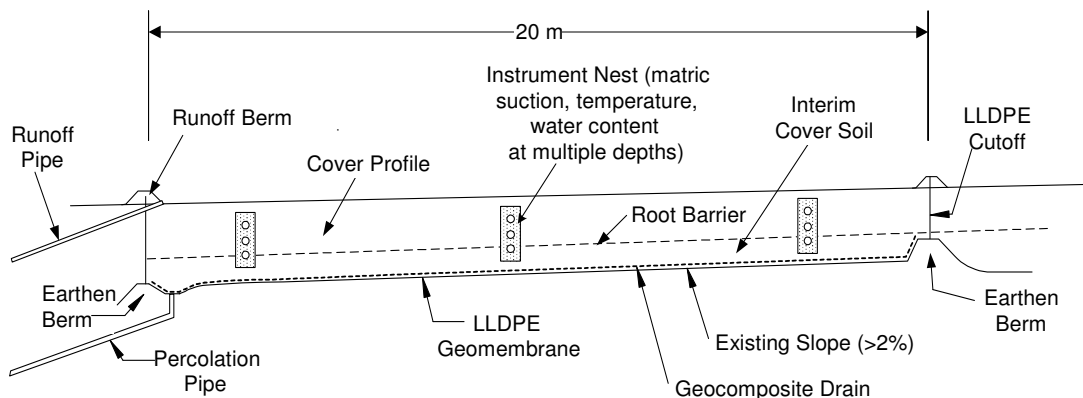 20 m
Instrument Nest (matric
suction, temperature,
water content
at multiple depths)
Runoff Berm
Runoff
Pipe
Cover Profile
Interim
Cover Soil
LLDPE
Cutoff
Root Barrier
Earthen
Berm
LLDPE
Geomembrane
Existing Slope (>2%)
Earthen
Berm
Percolation
Pipe
Geocomposite Drain